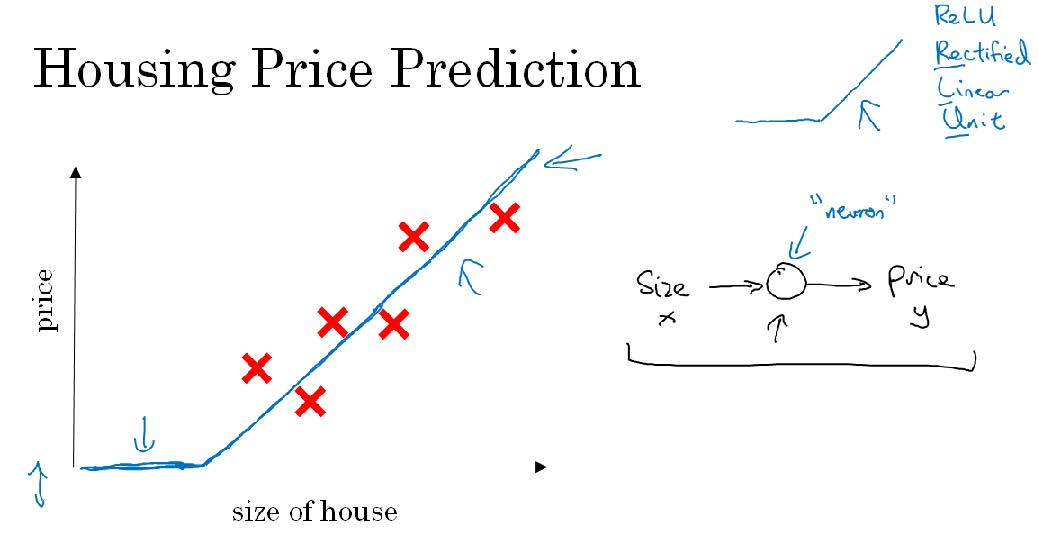 Housing Price Prediction
ReLU
Rectified
Linear
Unit
price
size of house
"neuron"
Size
x
Price
y